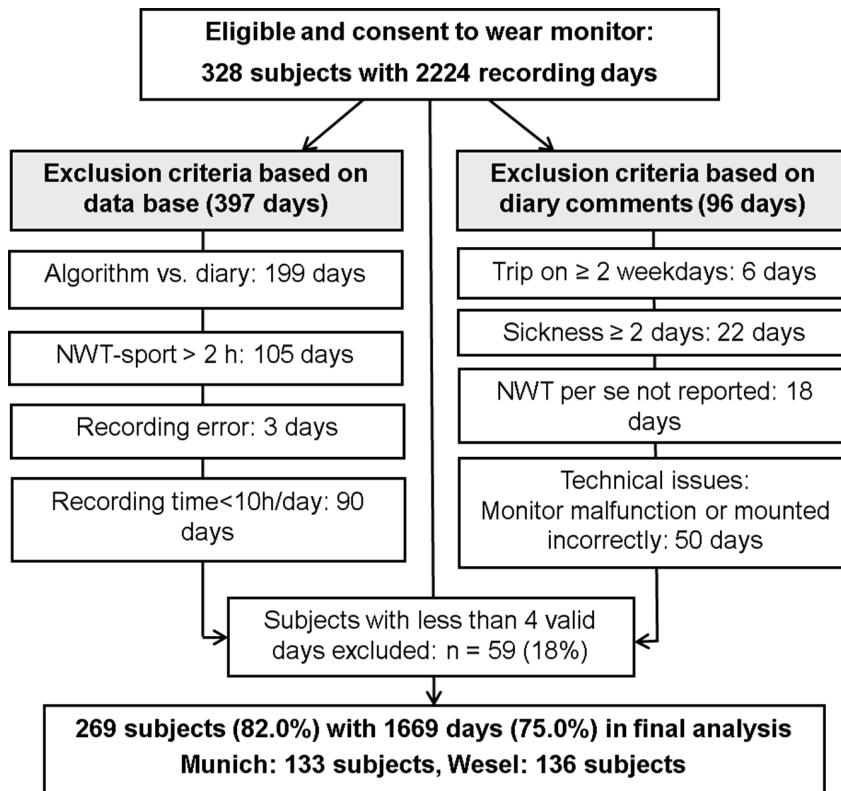 Eligible and consent to wear monitor:
328 subjects with 2224 recording days
Exclusion criteria based on
data base (397 days)
Algorithm vs. diary: 199 days
NWT-sport > 2 h: 105 days
Recording error: 3 days
Recording time<10h/day: 90
days
Exclusion criteria based on
diary comments (96 days)
Trip on ≥ 2 weekdays: 6 days
Sickness ≥ 2 days: 22 days
NWT per se not reported: 18
days
Technical issues:
Monitor malfunction or mounted
incorrectly: 50 days
Subjects with less than 4 valid
days excluded: n = 59 (18%)
269 subjects (82.0%) with 1669 days (75.0%) in final analysis
Munich: 133 subjects, Wesel: 136 subjects